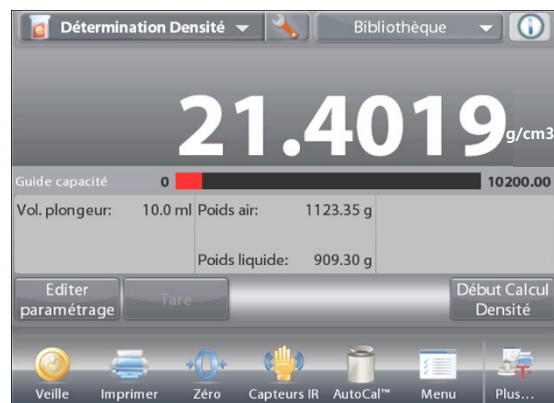 Détermination Densité
Bibliothèque
21.4019 g/cm3
Guide capacité 0 10200.00
Vol. plongeur: 10.0 ml Poids air: 1123.35 g
Poids liquide: 909.30 g
Editer
paramétrage
Tare
Début Calcul
Densité
Veille Imprimer Zéro Capteurs IR AutoCal™ Menu Plus...